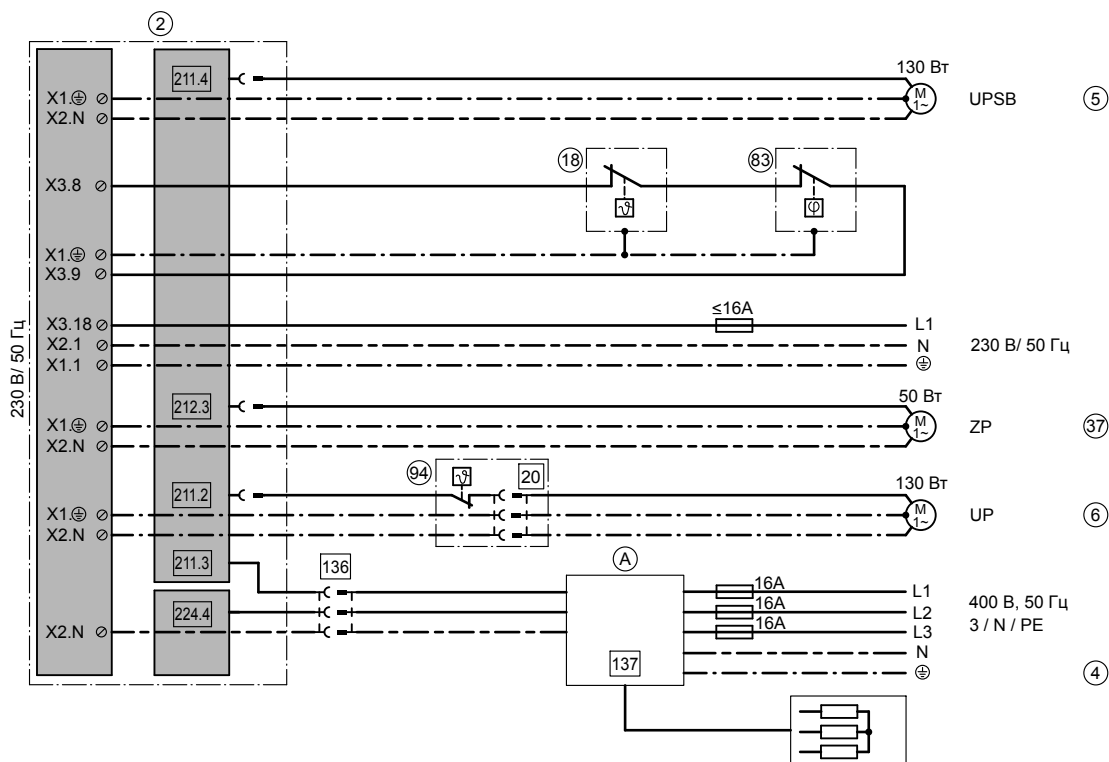 2
211.4
130 Вт
M
1~
UPSB
5
X1.
X2.N
18
83
X3.8
ϑ
φ
X1.
X3.9
230 В/ 50 Гц
≤16A
X3.18
L1
X2.1
N
230 В/ 50 Гц
X1.1
212.3
50 Вт
M
1~
ZP
37
X1.
X2.N
94
ϑ
20
211.2
130 Вт
M
1~
UP
6
X1.
X2.N
211.3
136
A
16A
L1
224.4
16A
L2
400 В, 50 Гц
16A
L3
3 / N / PE
X2.N
N
137
4